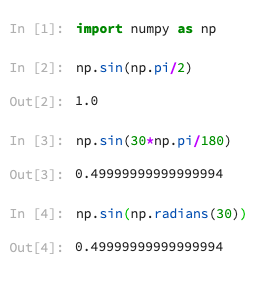 In [1]: import numpy as np
In [2]: np.sin(np.pi/2)
Out[2]: 1.0
In [3]: np.sin(30*np.pi/180)
Out[3]: 0.49999999999999994
In [4]: np.sin(np.radians(30))
Out[4]: 0.49999999999999994